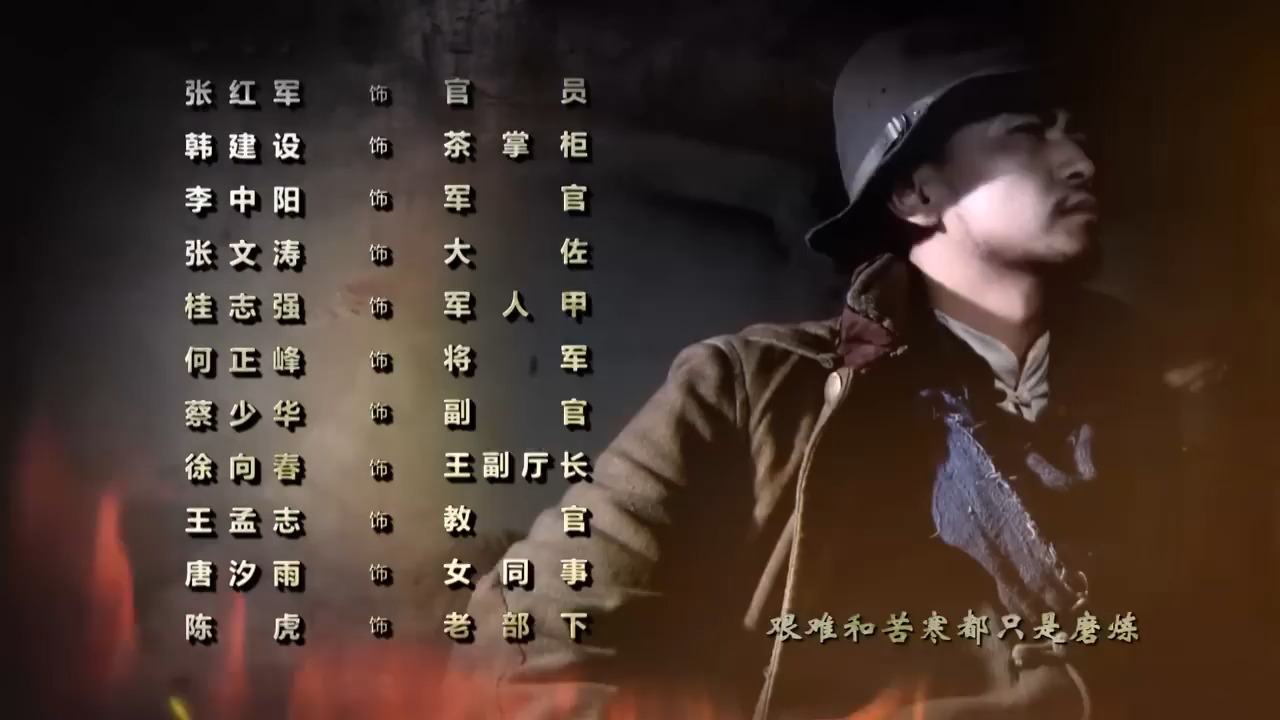 张红军 饰 官员
韩建设 饰 茶掌柜
李中阳 饰 军官
张文涛 饰 大佐
桂志强 饰 军人甲
何正峰 饰 将军
蔡少华 饰 副官
徐向春 饰 王副厅长
王孟志 饰 教官
唐汐雨 饰 女同事
陈虎 饰 老部下
艰难和苦寒都只是磨炼